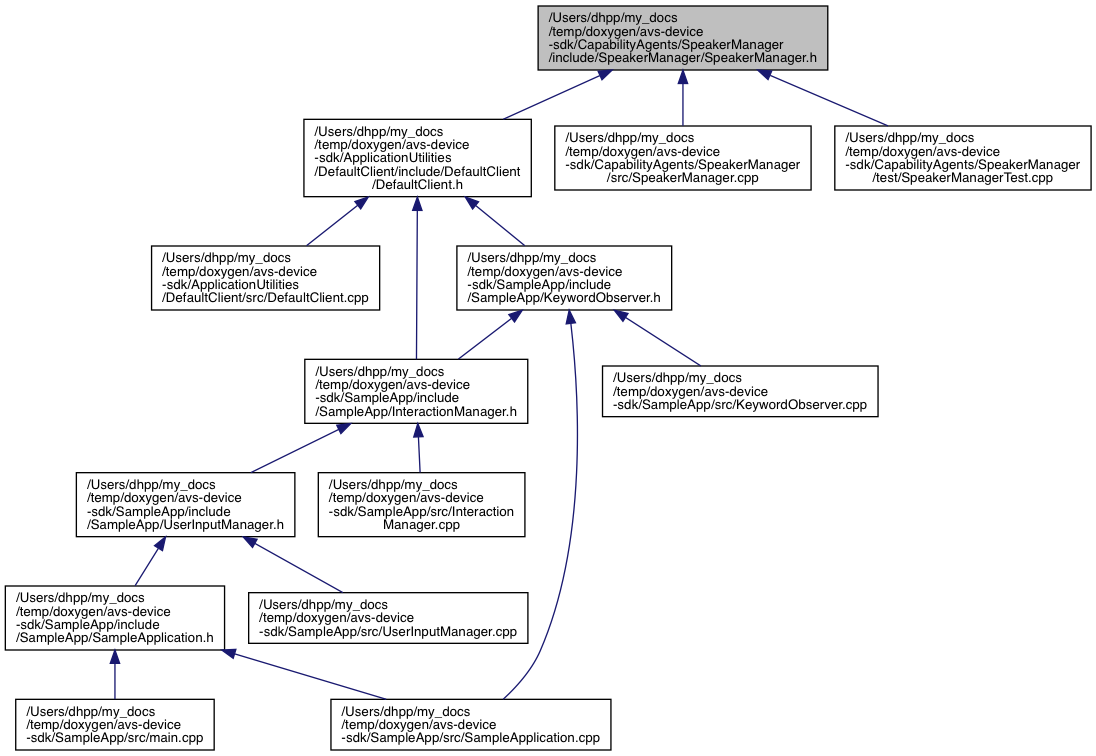 /Users/dhpp/my_docs
/temp/doxygen/avs-device
-sdk/CapabilityAgents/SpeakerManager
/include/SpeakerManager/SpeakerManager.h
/Users/dhpp/my_docs
/temp/doxygen/avs-device
-sdk/ApplicationUtilities
/DefaultClient/include/DefaultClient
/DefaultClient.h
/Users/dhpp/my_docs
/temp/doxygen/avs-device
-sdk/CapabilityAgents/SpeakerManager
/src/SpeakerManager.cpp
/Users/dhpp/my_docs
/temp/doxygen/avs-device
-sdk/CapabilityAgents/SpeakerManager
/test/SpeakerManagerTest.cpp
/Users/dhpp/my_docs
/temp/doxygen/avs-device
-sdk/ApplicationUtilities
/DefaultClient/src/DefaultClient.cpp
/Users/dhpp/my_docs
/temp/doxygen/avs-device
-sdk/SampleApp/include
/SampleApp/KeywordObserver.h
/Users/dhpp/my_docs
/temp/doxygen/avs-device
-sdk/SampleApp/include
/SampleApp/InteractionManager.h
/Users/dhpp/my_docs
/temp/doxygen/avs-device
-sdk/SampleApp/src/KeywordObserver.cpp
/Users/dhpp/my_docs
/temp/doxygen/avs-device
-sdk/SampleApp/include
/SampleApp/UserInputManager.h
/Users/dhpp/my_docs
/temp/doxygen/avs-device
-sdk/SampleApp/src/Interaction
Manager.cpp
/Users/dhpp/my_docs
/temp/doxygen/avs-device
-sdk/SampleApp/include
/SampleApp/SampleApplication.h
/Users/dhpp/my_docs
/temp/doxygen/avs-device
-sdk/SampleApp/src/UserInputManager.cpp
/Users/dhpp/my_docs
/temp/doxygen/avs-device
-sdk/SampleApp/src/main.cpp
/Users/dhpp/my_docs
/temp/doxygen/avs-device
-sdk/SampleApp/src/SampleApplication.cpp